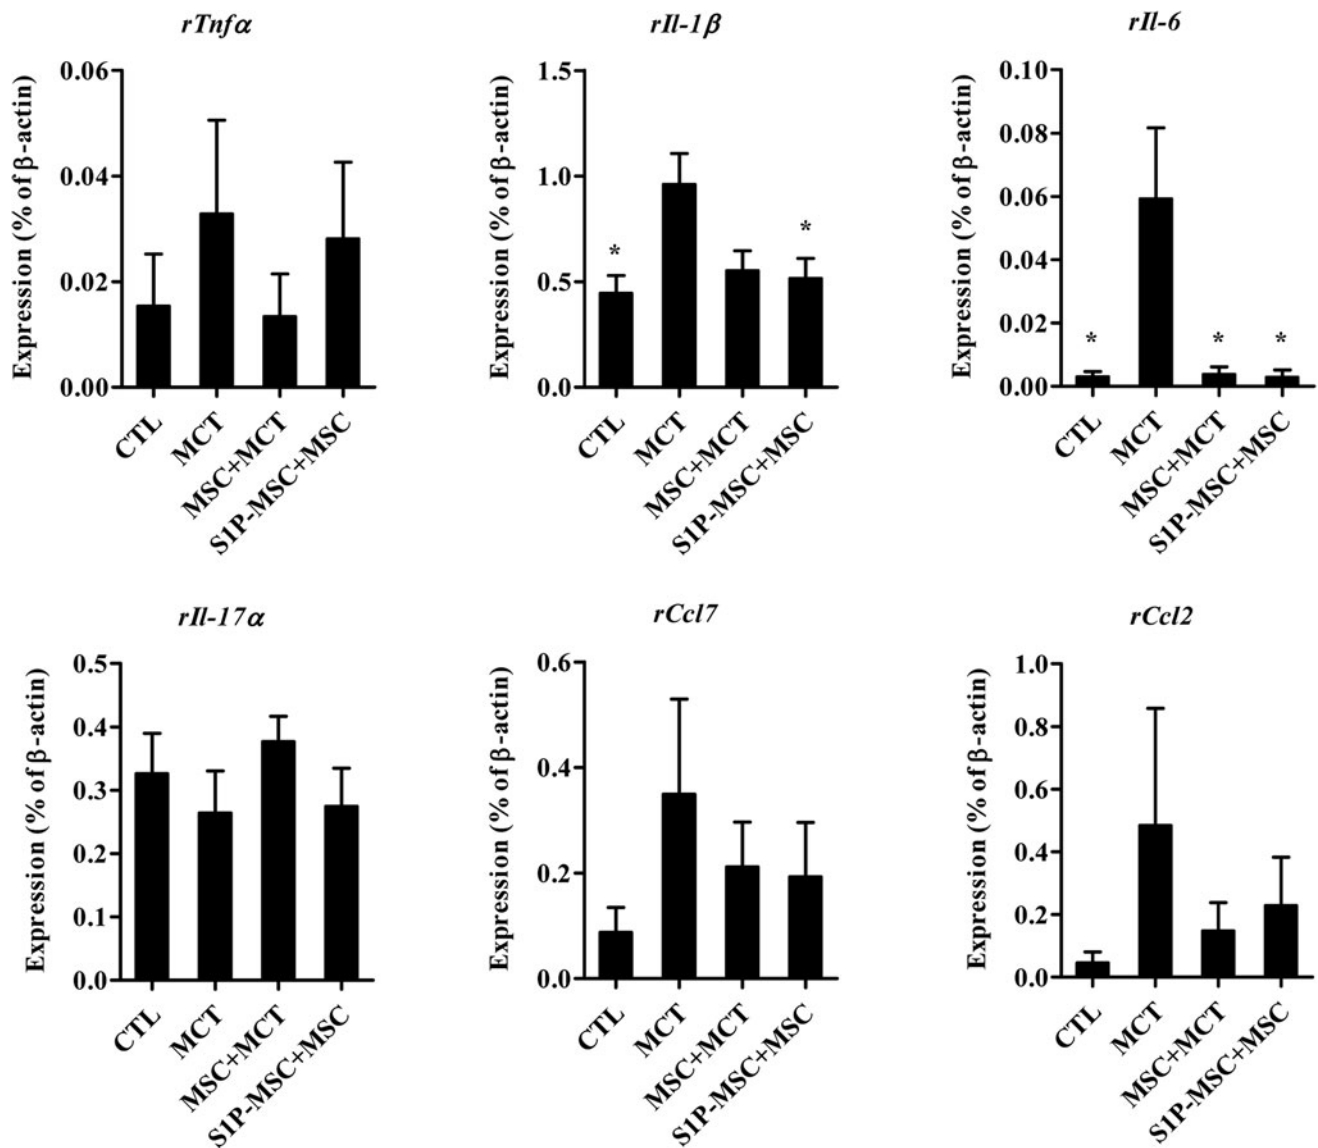 rTnfα
Expression (% of β-actin)
0.06
0.04
0.02
0.00
CTL
MCT
MSC+MCT
S1P-MSC+MSC
rIl-1β
Expression (% of β-actin)
1.5
1.0
0.5
0.0
*
*
CTL
MCT
MSC+MCT
S1P-MSC+MSC
rIl-6
Expression (% of β-actin)
0.10
0.08
0.06
0.04
0.02
0.00
*
*
*
CTL
MCT
MSC+MCT
S1P-MSC+MSC
rIl-17α
Expression (% of β-actin)
0.5
0.4
0.3
0.2
0.1
0.0
CTL
MCT
MSC+MCT
S1P-MSC+MSC
rCcl7
Expression (% of β-actin)
0.6
0.4
0.2
0.0
CTL
MCT
MSC+MCT
S1P-MSC+MSC
rCcl2
Expression (% of β-actin)
1.0
0.8
0.6
0.4
0.2
0.0
CTL
MCT
MSC+MCT
S1P-MSC+MSC